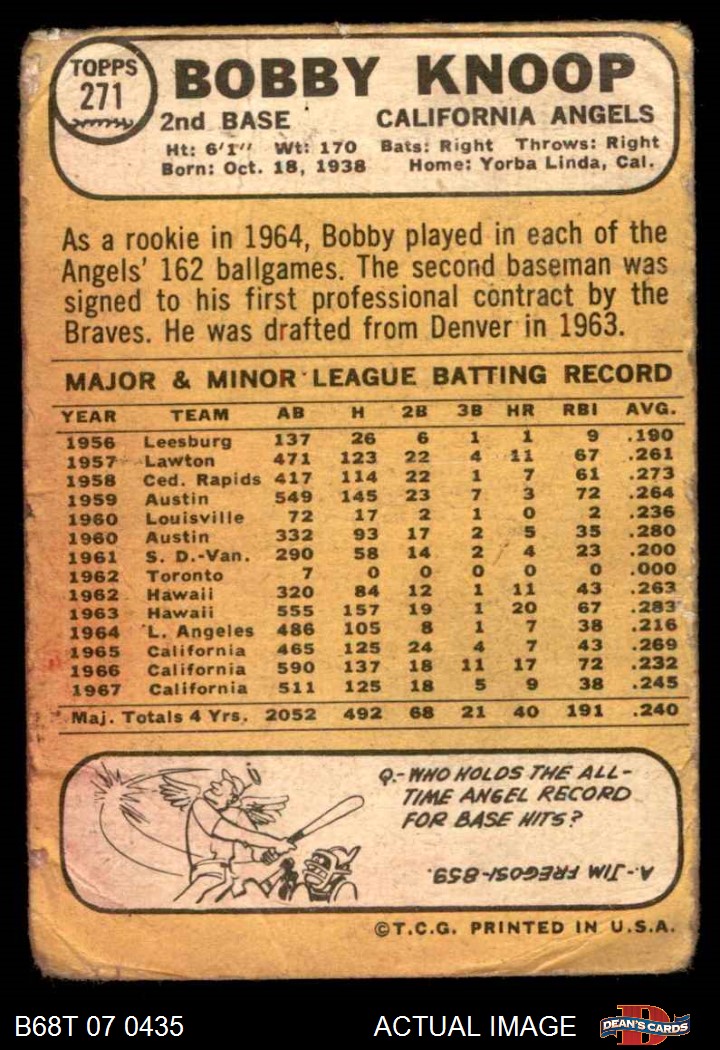 TOPPS
271
BOBBY KNOOP
2nd BASE CALIFORNIA ANGELS
Ht: 6'1" Wt: 170 Bats: Right Throws: Right
Born: Oct. 18, 1938 Home: Yorba Linda, Cal.
As a rookie in 1964, Bobby played in each of the
Angels' 162 ballgames. The second baseman was
signed to his first professional contract by the
Braves. He was drafted from Denver in 1963.
MAJOR & MINOR LEAGUE BATTING RECORD
YEAR TEAM AB H 2B 3B HR RBI AVG.
1956 Leesburg 137 26 6 1 1 9 .190
1957 Lawton 471 123 22 4 11 67 .261
1958 Ced. Rapids 417 114 22 1 7 61 .273
1959 Austin 549 145 23 7 3 72 .264
1960 Louisville 72 17 2 1 0 2 .236
1960 Austin 332 93 17 2 5 35 .280
1961 S. D.-Van. 290 58 14 2 4 23 .200
1962 Toronto 7 0 0 0 0 0 .000
1962 Hawaii 320 84 12 1 11 43 .263
1963 Hawaii 555 157 19 1 20 67 .283
1964 L. Angeles 486 105 8 1 7 38 .216
1965 California 465 125 24 4 7 43 .269
1966 California 590 137 18 11 17 72 .232
1967 California 511 125 18 5 9 38 .245
Maj. Totals 4 Yrs. 2052 492 68 21 40 191 .240
Q.-WHO HOLDS THE ALL-
TIME ANGEL RECORD
FOR BASE HITS?
A.-JIM FREGOSI-859.
©T.C.G. PRINTED IN U.S.A.
B68T 07 0435 ACTUAL IMAGE
D
DEAN'S CARDS